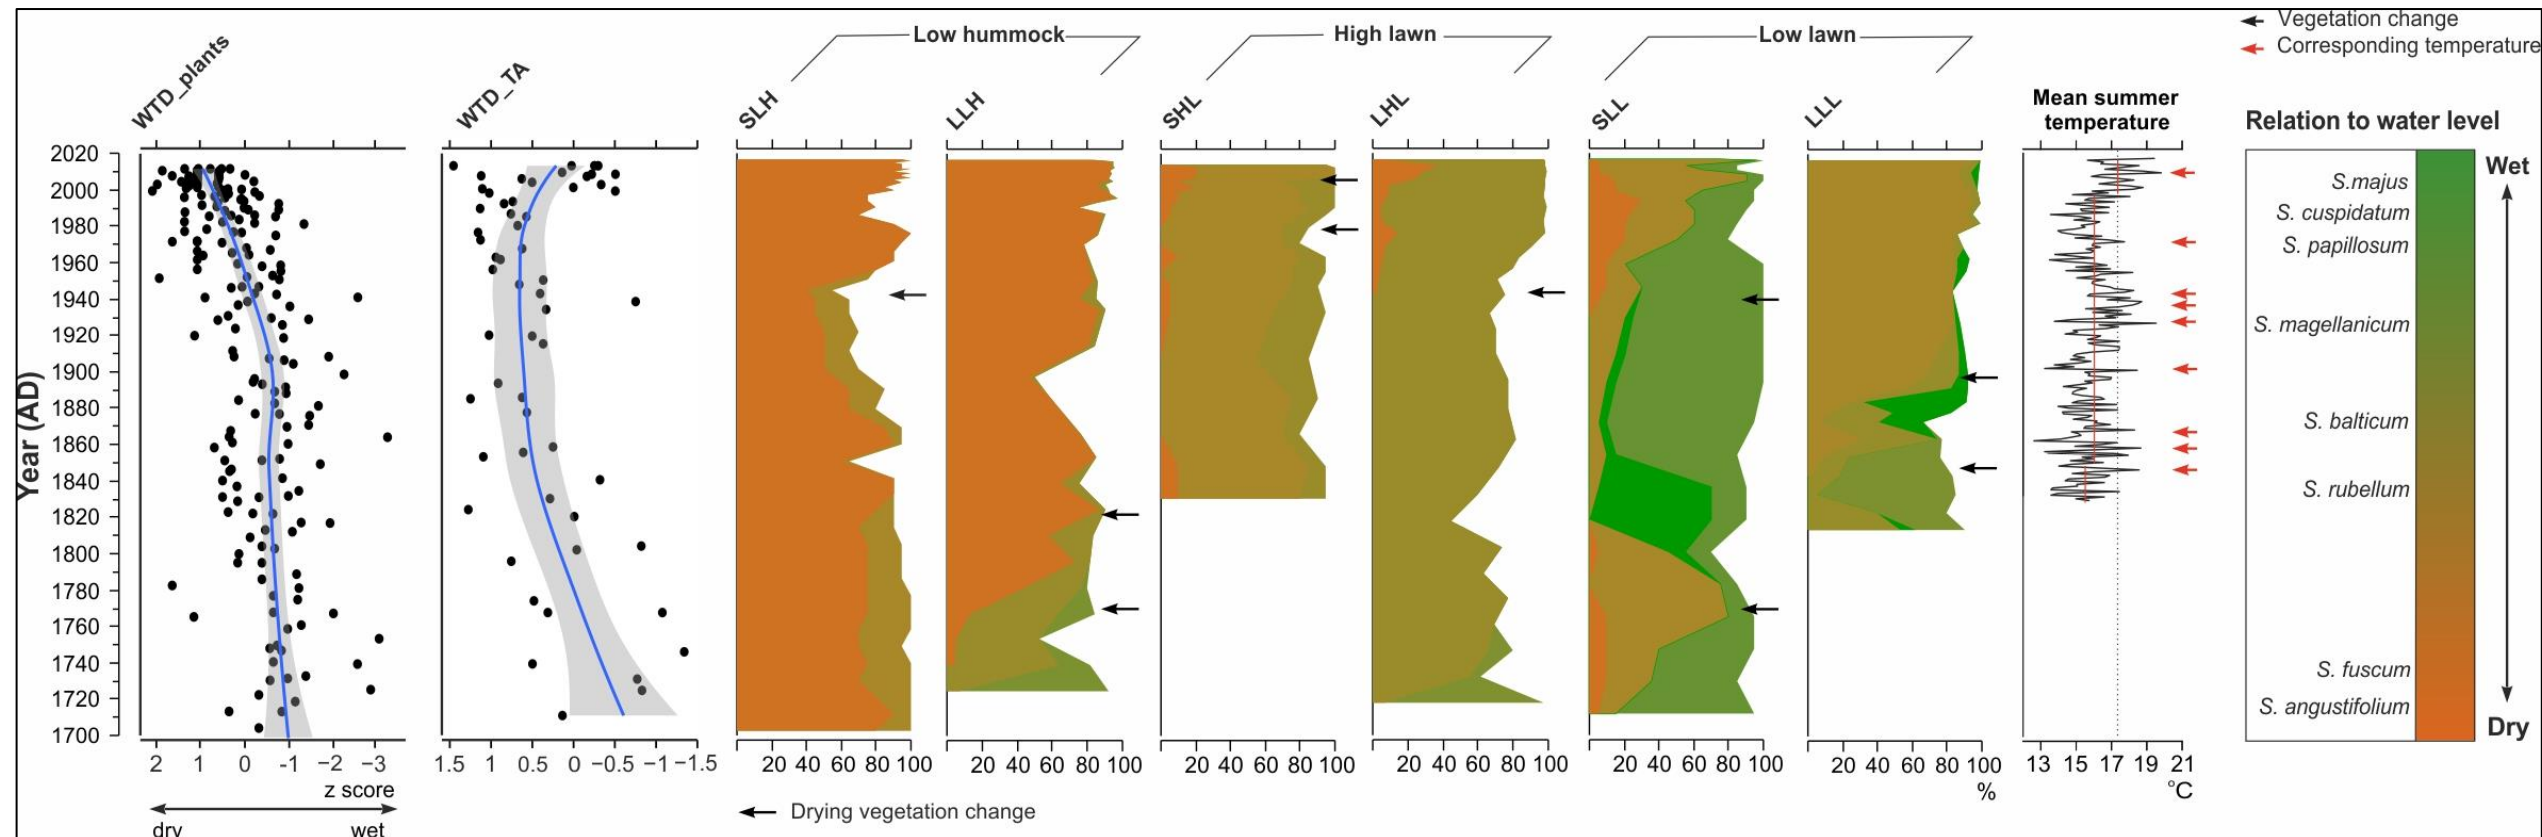 Vegetation change
Corresponding temperature
Low hummock
High lawn
Low lawn
WTD_plants
WTD_TA
SLH
LLH
SHL
LHL
SLL
LLL
Mean summer
temperature
Relation to water level
Year (AD)
2020
2000
1980
1960
1940
1920
1900
1880
1860
1840
1820
1800
1780
1760
1740
1720
1700
Wet
S.majus
S. cuspidatum
S. papillosum
S. magellanicum
S. balticum
S. rubellum
S. fuscum
S. angustifolium
Dry
2 1 0 -1 −2 −3
z score
dry wet
1.5 1 0.5 0 −0.5 −1 −1.5
20 40 60 80 100
20 40 60 80 100
20 40 60 80 100
20 40 60 80 100
20 40 60 80 100
20 40 60 80 100
%
13 15 17 19 21
°C
Drying vegetation change